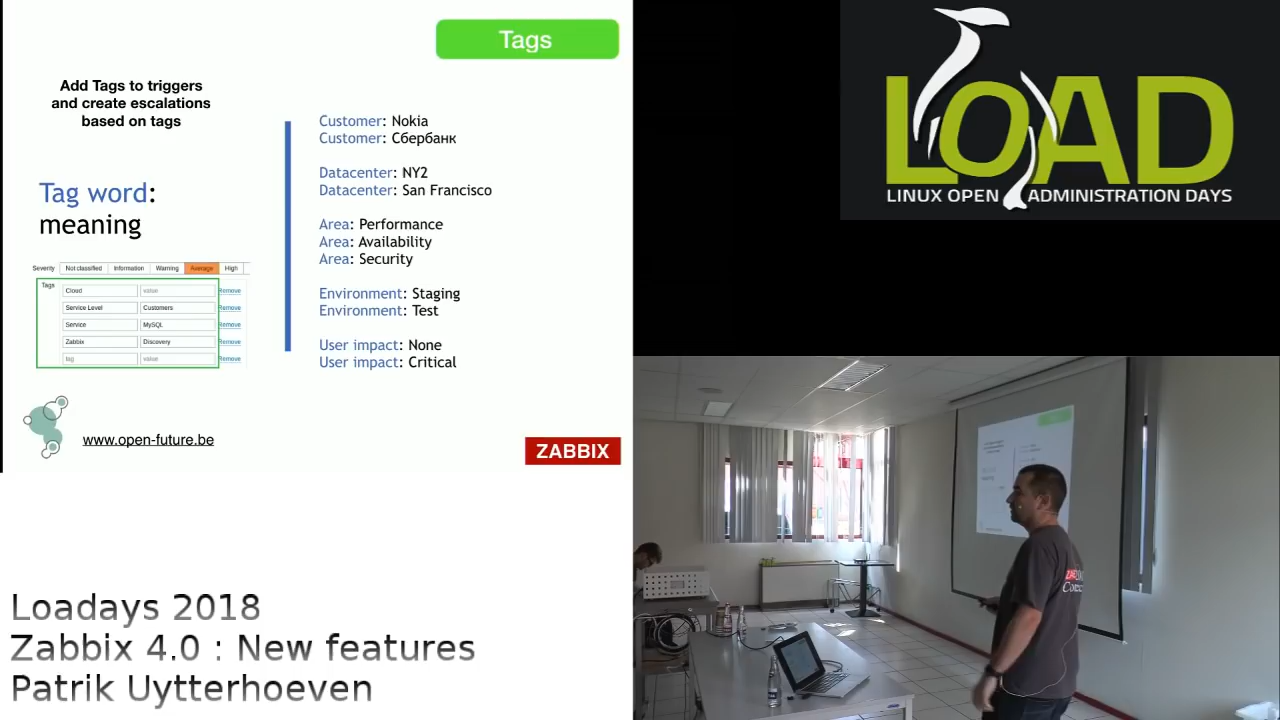 Tags
Add Tags to triggers
and create escalations
based on tags
Tag word:
meaning
Severity Not classified Information Warning Average High
Tags
Cloud value Remove
Service Level Customers Remove
Service MySQL Remove
Zabbix Discovery Remove
tag value Remove
Customer: Nokia
Customer: Сбербанк
Datacenter: NY2
Datacenter: San Francisco
Area: Performance
Area: Availability
Area: Security
Environment: Staging
Environment: Test
User impact: None
User impact: Critical
www.open-future.be
ZABBIX
LOAD
LINUX OPEN ADMINISTRATION DAYS
Loadays 2018
Zabbix 4.0 : New features
Patrik Uytterhoeven